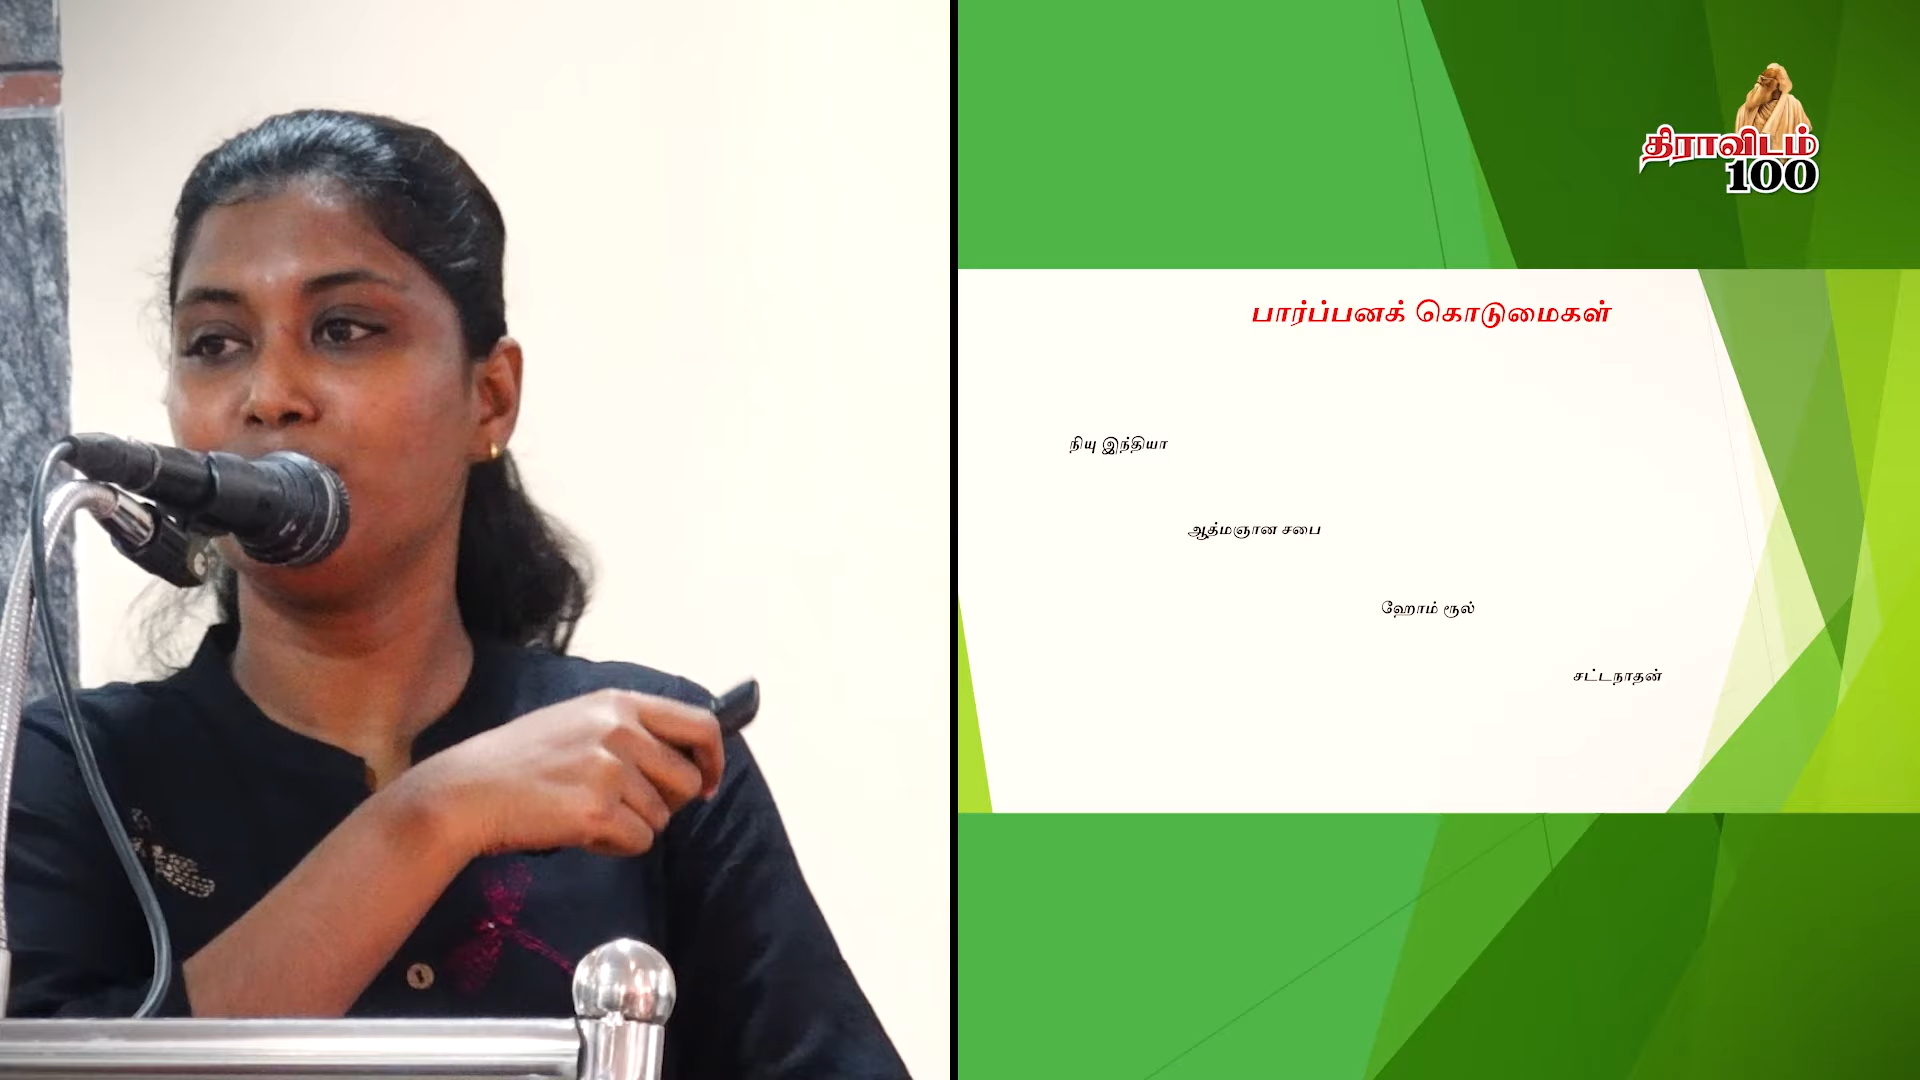 திராவிடம்
100
பார்ப்பனக் கொடுமைகள்
நியு இந்தியா
ஆத்மஞான சபை
ஹோம் ரூல்
சட்டநாதன்